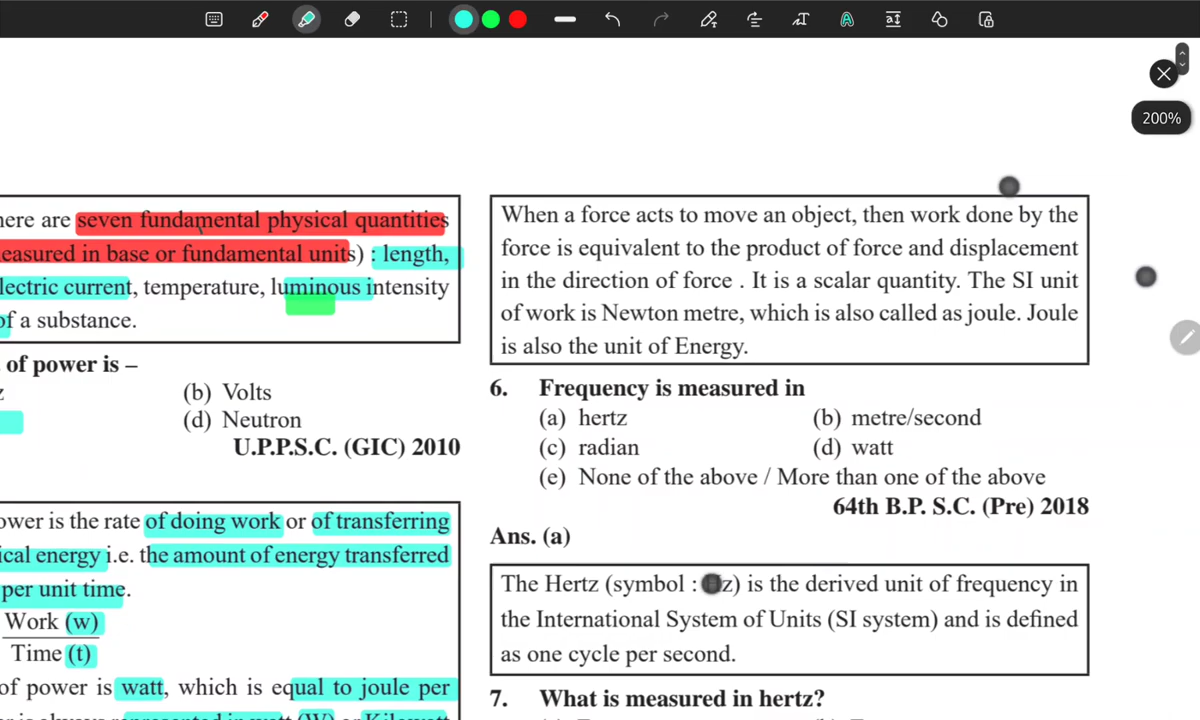 200%
here are seven fundamental physical quantities
easured in base or fundamental units) : length,
lectric current, temperature, luminous intensity
of a substance.
of power is –
z
(b) Volts
(d) Neutron
U.P.P.S.C. (GIC) 2010
ower is the rate of doing work or of transferring
ical energy i.e. the amount of energy transferred
per unit time.
Work (w)
Time (t)
of power is watt, which is equal to joule per
When a force acts to move an object, then work done by the
force is equivalent to the product of force and displacement
in the direction of force . It is a scalar quantity. The SI unit
of work is Newton metre, which is also called as joule. Joule
is also the unit of Energy.
6. Frequency is measured in
(a) hertz (b) metre/second
(c) radian (d) watt
(e) None of the above / More than one of the above
64th B.P. S.C. (Pre) 2018
Ans. (a)
The Hertz (symbol : Hz) is the derived unit of frequency in
the International System of Units (SI system) and is defined
as one cycle per second.
7. What is measured in hertz?